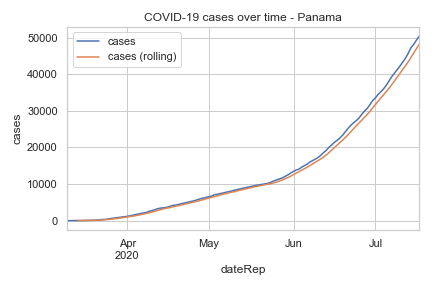 COVID-19 cases over time - Panama
cases
cases (rolling)
50000
40000
30000
20000
10000
0
cases
Apr
2020
May
Jun
Jul
dateRep